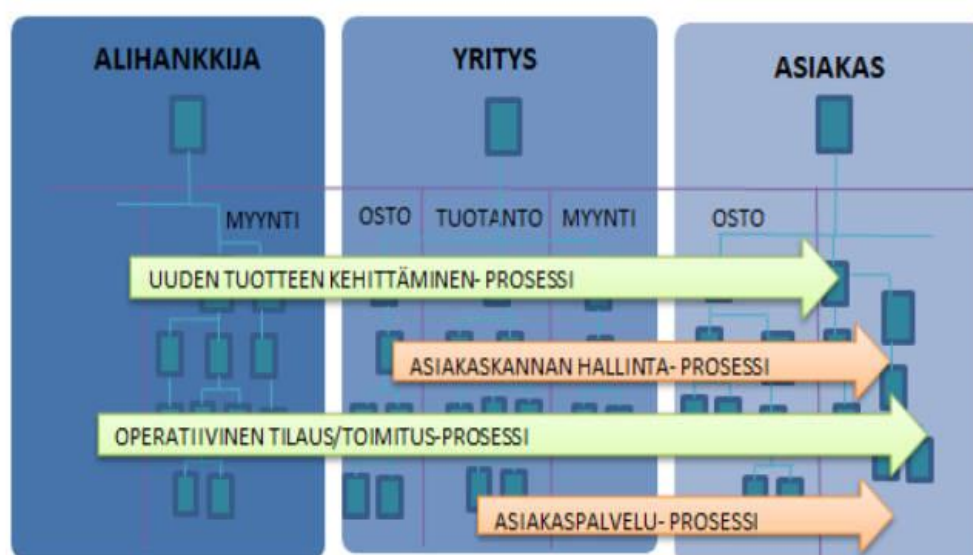 ALIHANKKIJA
YRITYS
ASIAKAS
MYYNTI
OSTO
TUOTANTO
MYYNTI
OSTO
UUDEN TUOTTEEN KEHITTÄMINEN- PROSESSI
ASIAKASKANNAN HALLINTA- PROSESSI
OPERATIIVINEN TILAUS/TOIMITUS-PROSESSI
ASIAKASPALVELU- PROSESSI